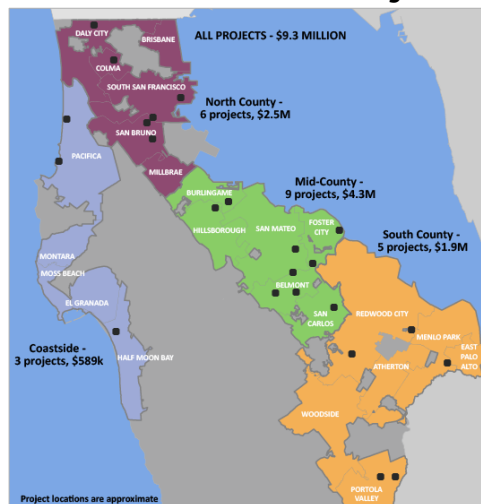 DALY CITY
BRISBANE
ALL PROJECTS - $9.3 MILLION
COLMA
SOUTH SAN FRANCISCO
North County -
6 projects, $2.5M
SAN BRUNO
PACIFICA
MILLBRAE
Mid-County -
9 projects, $4.3M
BURLINGAME
HILLSBOROUGH
SAN MATEO
FOSTER
CITY
South County -
5 projects, $1.9M
MONTARA
MOSS BEACH
BELMONT
EL GRANADA
SAN
CARLOS
REDWOOD CITY
MENLO PARK
EAST
PALO
ALTO
Coastside -
3 projects, $589k
HALF MOON BAY
ATHERTON
WOODSIDE
PORTOLA
VALLEY
Project locations are approximate